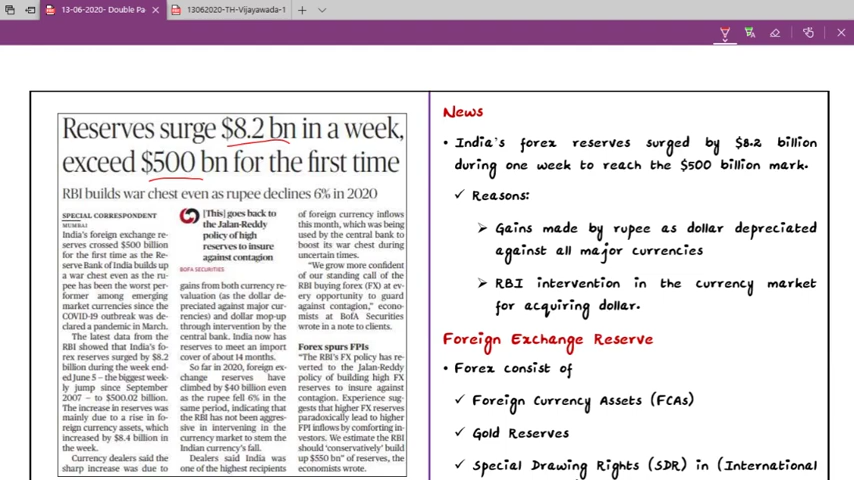 13-06-2020- Double Pa
13062020-TH-Vijayawada-1
Reserves surge $8.2 bn in a week,
exceed $500 bn for the first time
RBI builds war chest even as rupee declines 6% in 2020
SPECIAL CORRESPONDENT
MUMBAI
India's foreign exchange re-
serves crossed $500 billion
for the first time as the Re-
serve Bank of India builds up
a war chest even as the ru-
pee has been the worst per-
former among emerging
market currencies since the
COVID-19 outbreak was de-
clared a pandemic in March.
The latest data from the
RBI showed that India's fo-
rex reserves surged by $8.2
billion during the week end-
ed June 5 – the biggest week-
ly jump since September
2007 – to $500.02 billion.
The increase in reserves was
mainly due to a rise in fo-
reign currency assets, which
increased by $8.4 billion in
the week.
Currency dealers said the
sharp increase was due to
[This] goes back to
the Jalan-Reddy
policy of high
reserves to insure
against contagion
BOFA SECURITIES
gains from both currency re-
valuation (as the dollar de-
preciated against major cur-
rencies) and dollar mop-up
through intervention by the
central bank. India now has
reserves to meet an import
cover of about 14 months.
So far in 2020, foreign ex-
change reserves have
climbed by $40 billion even
as the rupee fell 6% in the
same period, indicating that
the RBI has not been aggres-
sive in intervening in the
currency market to stem the
Indian currency's fall.
Dealers said India was
one of the highest recipients
of foreign currency inflows
this month, which was being
used by the central bank to
boost its war chest during
uncertain times.
“We grow more confident
of our standing call of the
RBI buying forex (FX) at ev-
ery opportunity to guard
against contagion,” econo-
mists at BofA Securities
wrote in a note to clients.
Forex spurs FPIs
“The RBI's FX policy has re-
verted to the Jalan-Reddy
policy of building high FX
reserves to insure against
contagion. Experience sug-
gests that higher FX reserves
paradoxically lead to higher
FPI inflows by comforting in-
vestors. We estimate the RBI
should ‘conservatively’ build
up $550 bn” of reserves, the
economists wrote.
News
• India's forex reserves surged by $8.2 billion
during one week to reach the $500 billion mark.
✓ Reasons:
➢ Gains made by rupee as dollar depreciated
against all major currencies
➢ RBI intervention in the currency market
for acquiring dollar.
Foreign Exchange Reserve
• Forex consist of
✓ Foreign Currency Assets (FCAs)
✓ Gold Reserves
✓ Special Drawing Rights (SDR) in (International